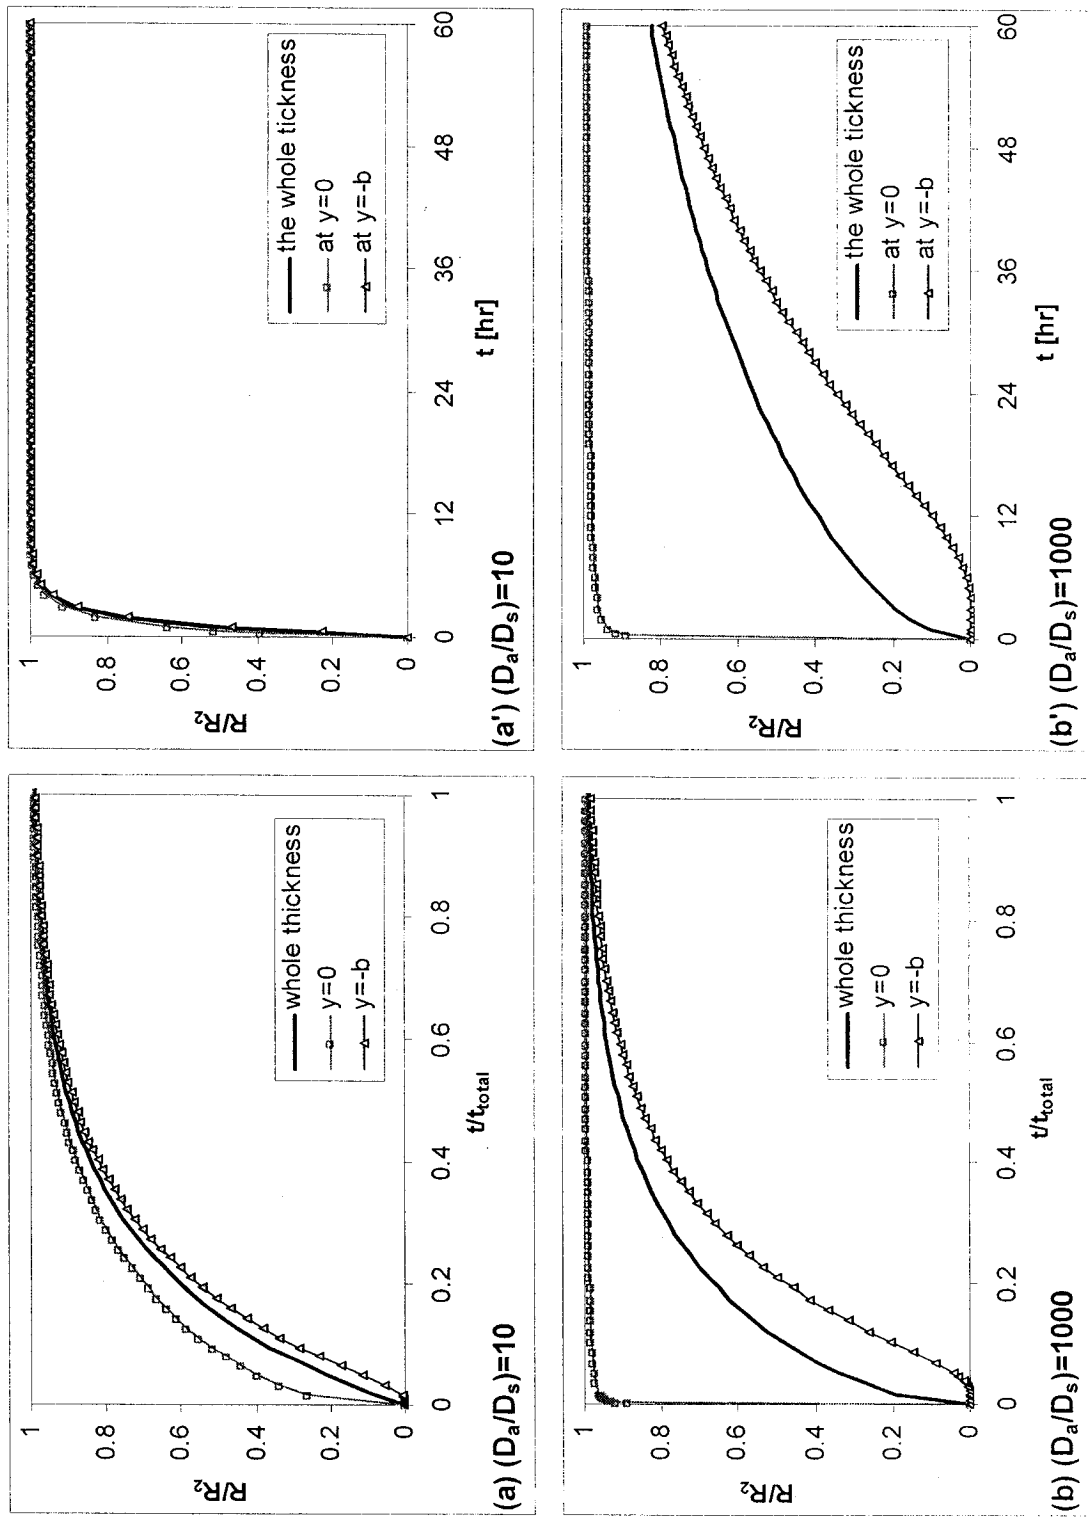 1
0.8
0.6
0.4
0.2
0
R/R₂
0
0.2
0.4
0.6
0.8
1
t/t_total
whole thickness
y=0
y=-b
(a) (Dₐ/Dₛ)=10
1
0.8
0.6
0.4
0.2
0
R/R₂
0
12
24
36
48
60
t [hr]
the whole tickness
at y=0
at y=-b
(a') (Dₐ/Dₛ)=10
1
0.8
0.6
0.4
0.2
0
R/R₂
0
0.2
0.4
0.6
0.8
1
t/t_total
whole thickness
y=0
y=-b
(b) (Dₐ/Dₛ)=1000
1
0.8
0.6
0.4
0.2
0
R/R₂
0
12
24
36
48
60
t [hr]
the whole tickness
at y=0
at y=-b
(b') (Dₐ/Dₛ)=1000